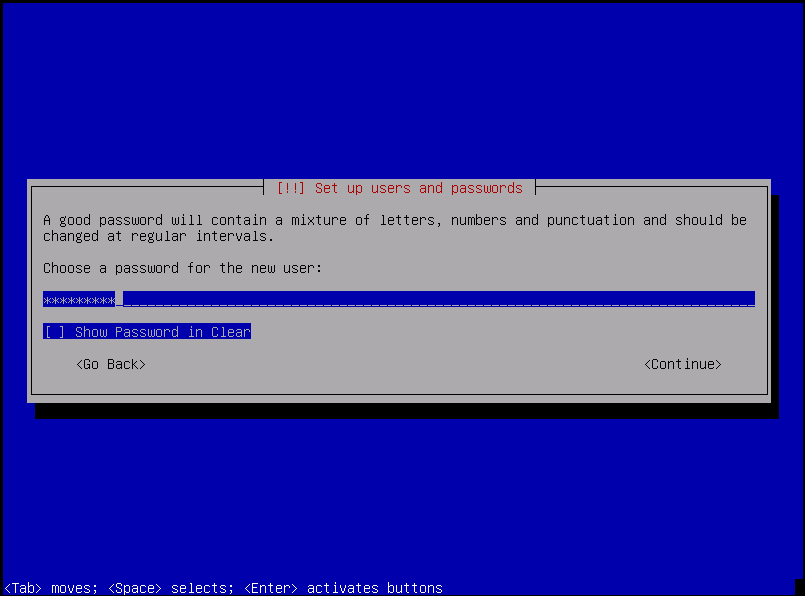 [!!] Set up users and passwords
A good password will contain a mixture of letters, numbers and punctuation and should be
changed at regular intervals.
Choose a password for the new user:
*********
[ ] Show Password in Clear
<Go Back> <Continue>
<Tab> moves; <Space> selects; <Enter> activates buttons